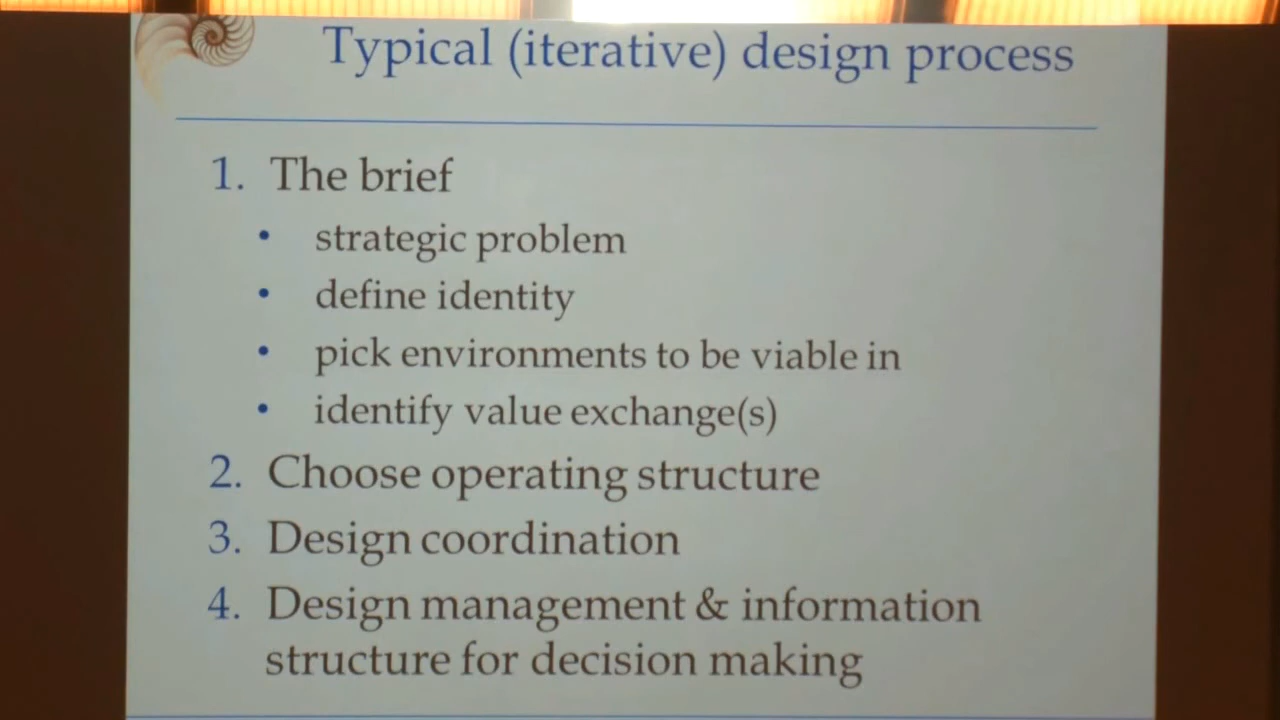 Typical (iterative) design process
1. The brief
• strategic problem
• define identity
• pick environments to be viable in
• identify value exchange(s)
2. Choose operating structure
3. Design coordination
4. Design management & information
structure for decision making